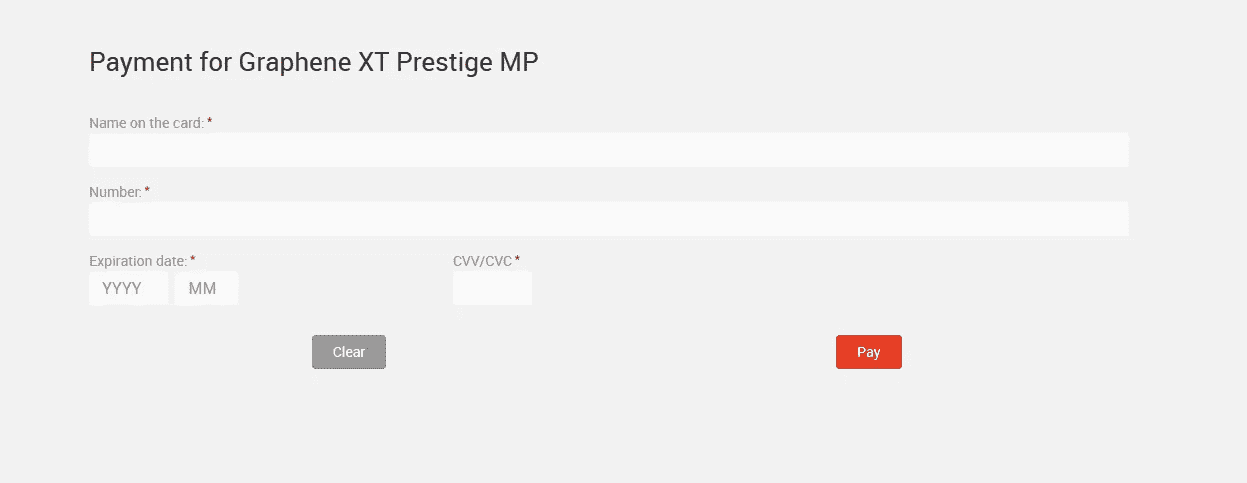 Payment for Graphene XT Prestige MP
Name on the card: *
Number: *
Expiration date: * CVV/CVC *
YYYY MM
Clear Pay